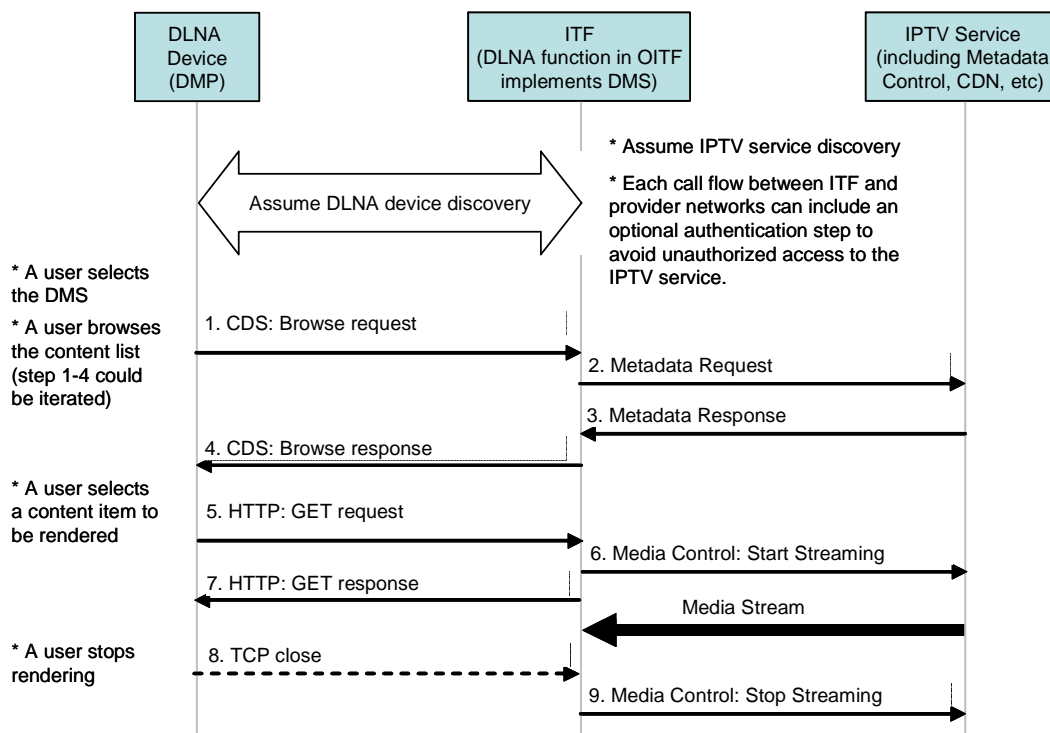 DLNA
Device
(DMP)
ITF
(DLNA function in OITF
implements DMS)
IPTV Service
(including Metadata
Control, CDN, etc)
Assume DLNA device discovery
* Assume IPTV service discovery
* Each call flow between ITF and
provider networks can include an
optional authentication step to
avoid unauthorized access to the
IPTV service.
* A user selects
the DMS
* A user browses
the content list
(step 1-4 could
be iterated)
1. CDS: Browse request
2. Metadata Request
3. Metadata Response
4. CDS: Browse response
* A user selects
a content item to
be rendered
5. HTTP: GET request
6. Media Control: Start Streaming
7. HTTP: GET response
Media Stream
* A user stops
rendering
8. TCP close
9. Media Control: Stop Streaming